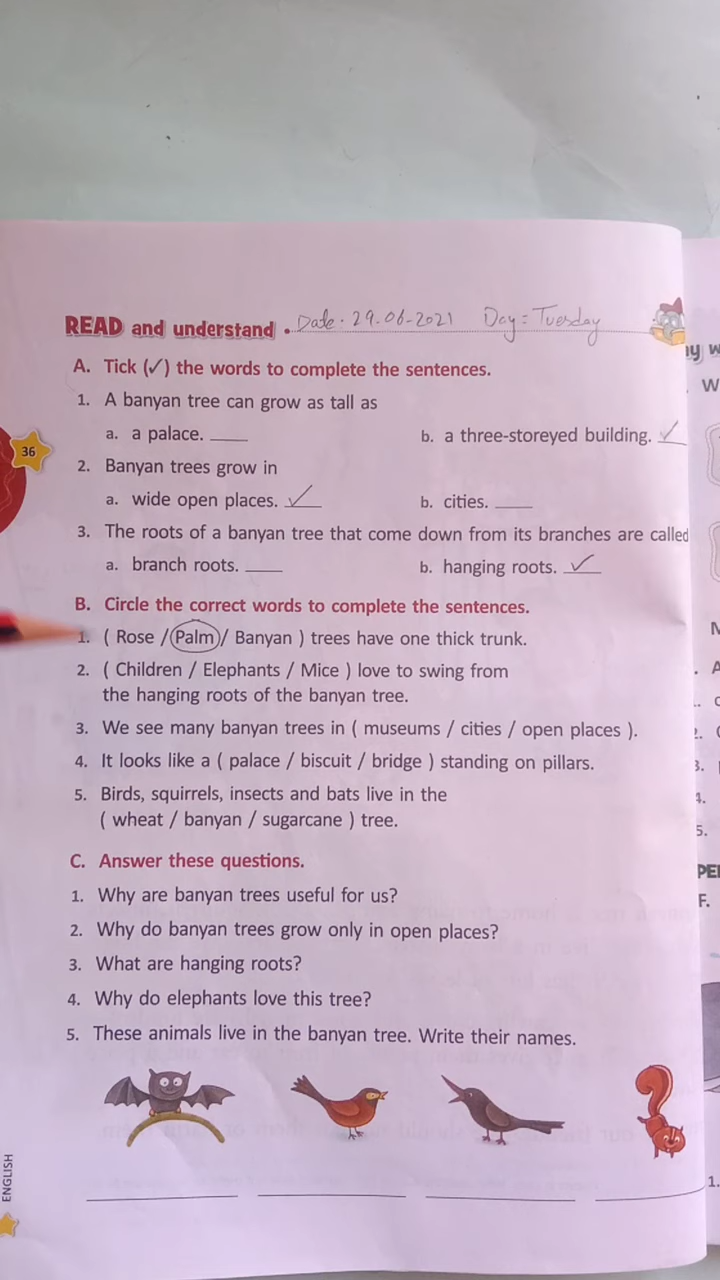 READ and understand . Date . 29.06-2021 Day = Tuesday
A. Tick (✓) the words to complete the sentences.
1. A banyan tree can grow as tall as
a. a palace. ____ b. a three-storeyed building. ✓
2. Banyan trees grow in
a. wide open places. ✓ b. cities. ____
3. The roots of a banyan tree that come down from its branches are called
a. branch roots. ____ b. hanging roots. ✓
36
B. Circle the correct words to complete the sentences.
1. ( Rose / Palm / Banyan ) trees have one thick trunk.
2. ( Children / Elephants / Mice ) love to swing from
the hanging roots of the banyan tree.
3. We see many banyan trees in ( museums / cities / open places ).
4. It looks like a ( palace / biscuit / bridge ) standing on pillars.
5. Birds, squirrels, insects and bats live in the
( wheat / banyan / sugarcane ) tree.
C. Answer these questions.
1. Why are banyan trees useful for us?
2. Why do banyan trees grow only in open places?
3. What are hanging roots?
4. Why do elephants love this tree?
5. These animals live in the banyan tree. Write their names.
ENGLISH
W
3.
4.
5.
F.
1.